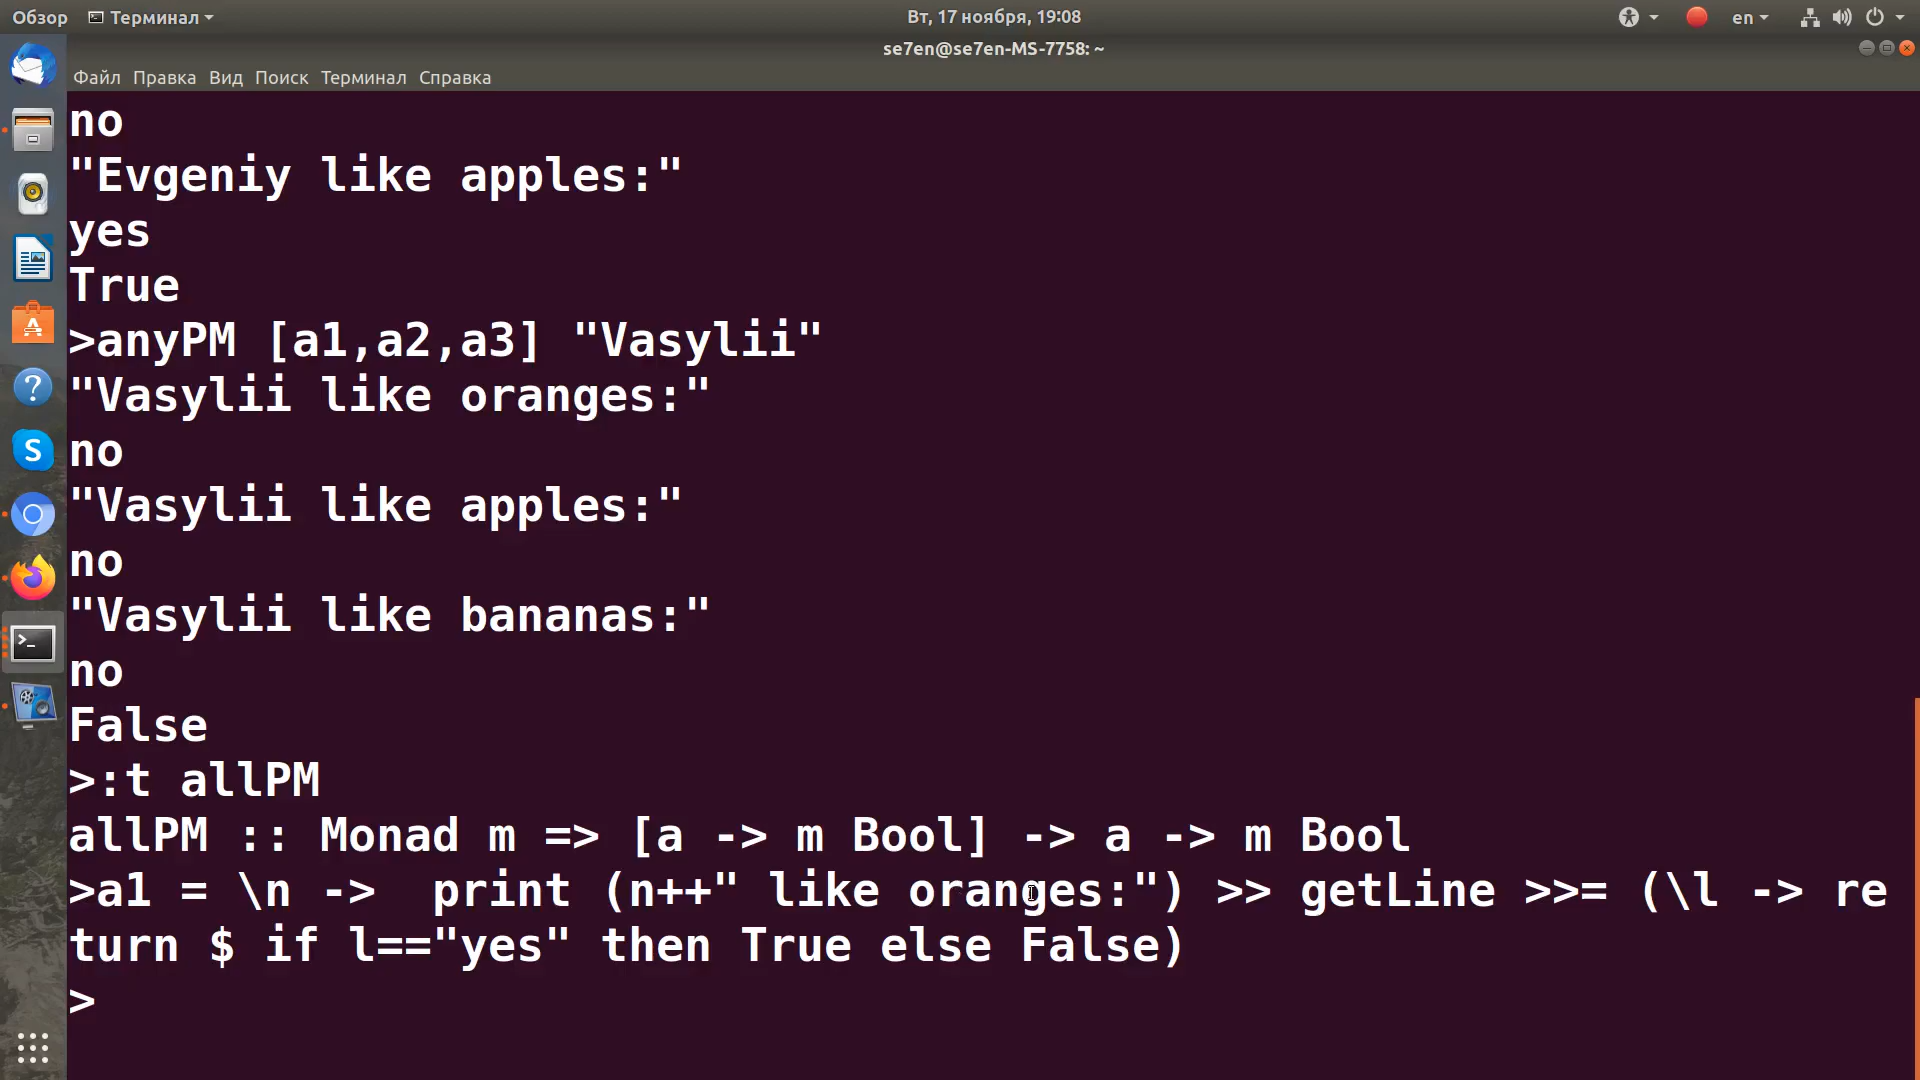 Обзор Терминал Вт, 17 ноября, 19:08 en
se7en@se7en-MS-7758: ~
Файл Правка Вид Поиск Терминал Справка
no
"Evgeniy like apples:"
yes
True
>anyPM [a1,a2,a3] "Vasylii"
"Vasylii like oranges:"
no
"Vasylii like apples:"
no
"Vasylii like bananas:"
no
False
>:t allPM
allPM :: Monad m => [a -> m Bool] -> a -> m Bool
>a1 = \n ->  print (n++" like oranges:") >> getLine >>= (\l -> re
turn $ if l=="yes" then True else False)
>